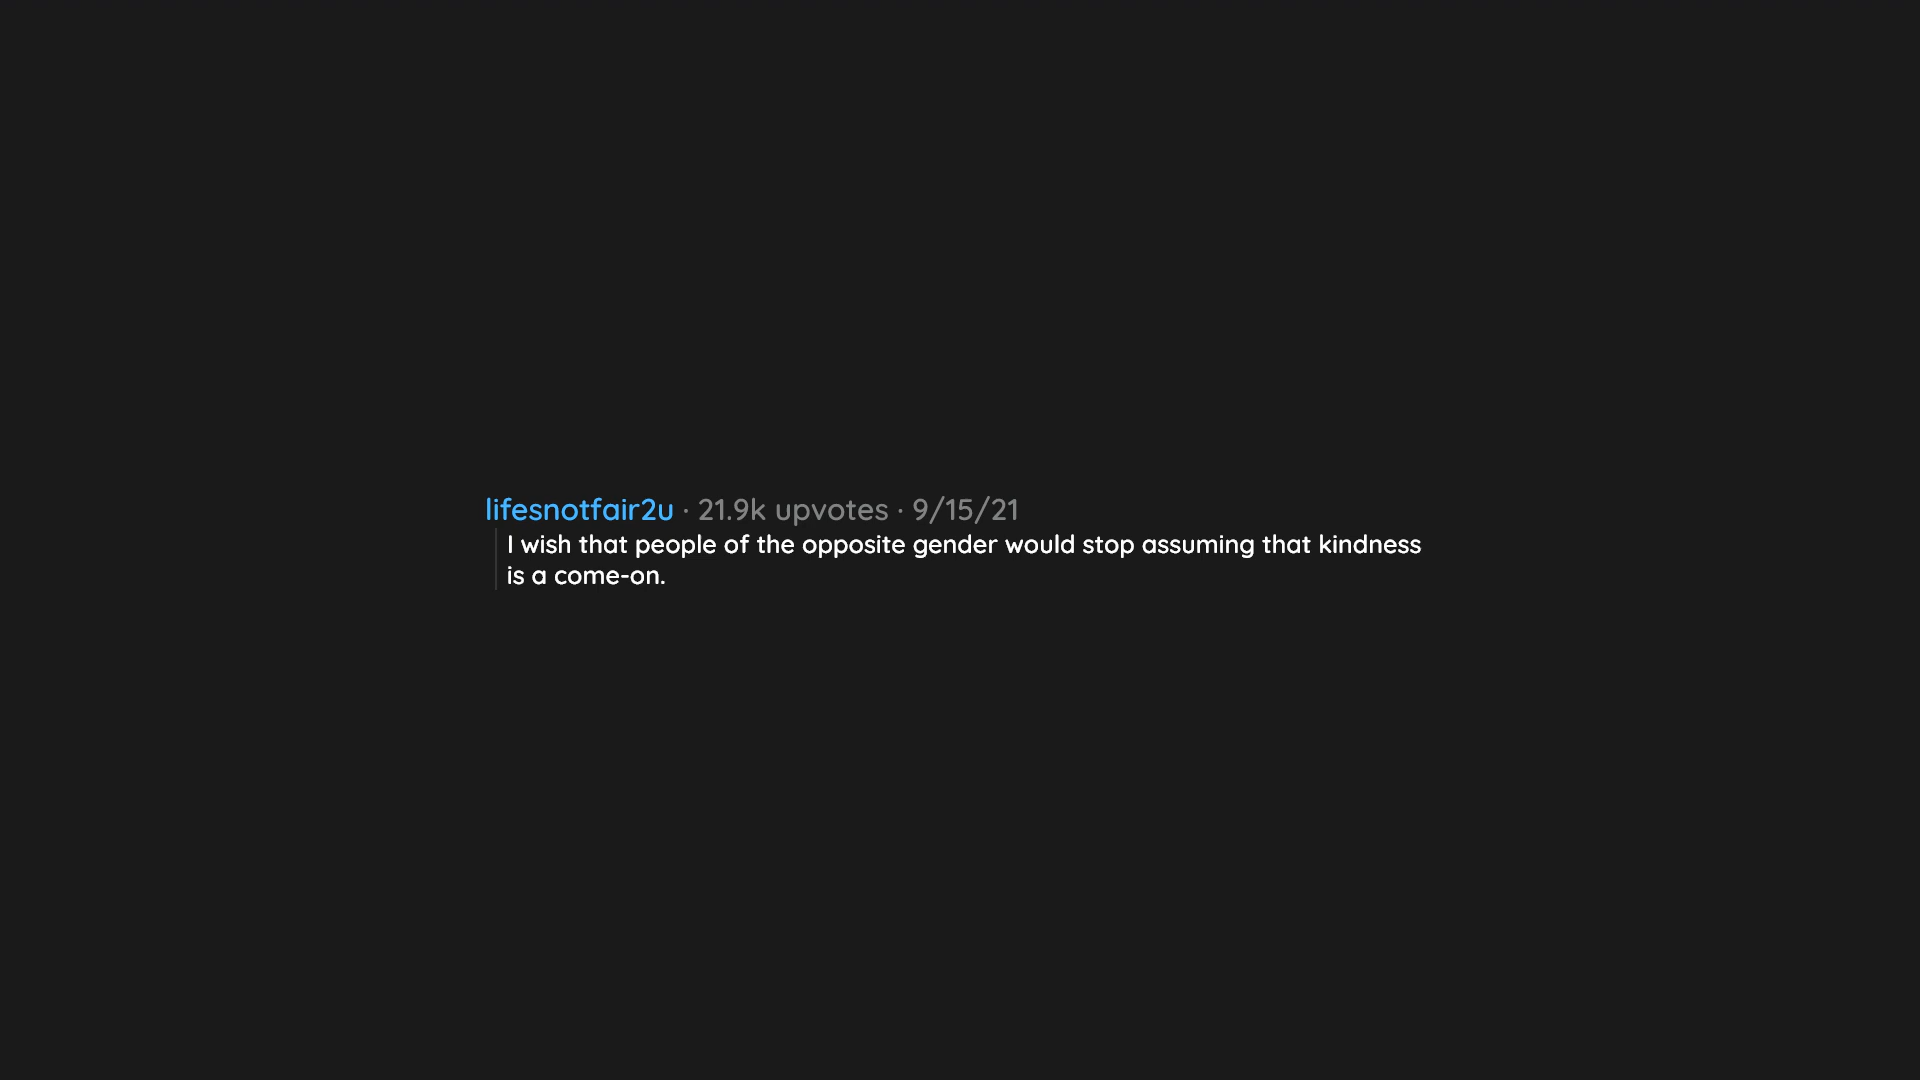 lifesnotfair2u · 21.9k upvotes · 9/15/21
I wish that people of the opposite gender would stop assuming that kindness
is a come-on.